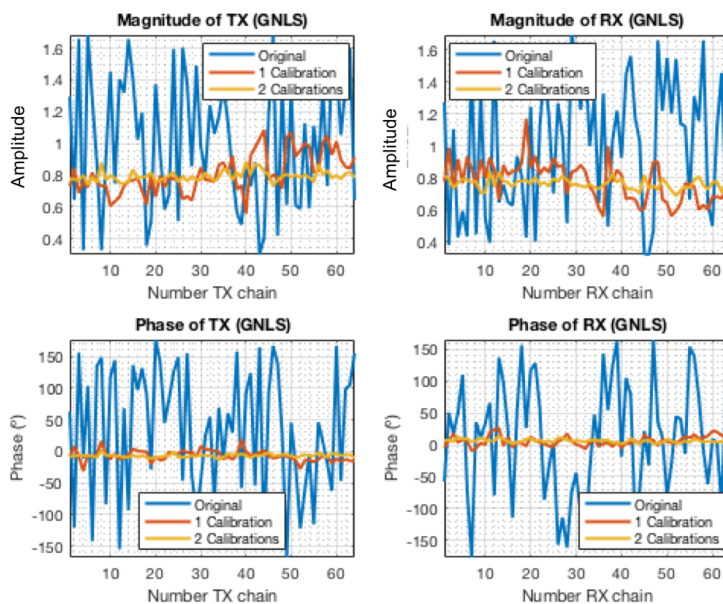 Magnitude of TX (GNLS)
1.6
1.4
1.2
1
0.8
0.6
0.4
Amplitude
Original
1 Calibration
2 Calibrations
10 20 30 40 50 60
Number TX chain
Magnitude of RX (GNLS)
1.6
1.4
1.2
1
0.8
0.6
0.4
Amplitude
Original
1 Calibration
2 Calibrations
10 20 30 40 50 60
Number RX chain
Phase of TX (GNLS)
150
100
50
0
-50
-100
-150
Phase (º)
Original
1 Calibration
2 Calibrations
10 20 30 40 50 60
Number TX chain
Phase of RX (GNLS)
150
100
50
0
-50
-100
-150
Phase (º)
Original
1 Calibration
2 Calibrations
10 20 30 40 50 60
Number RX chain